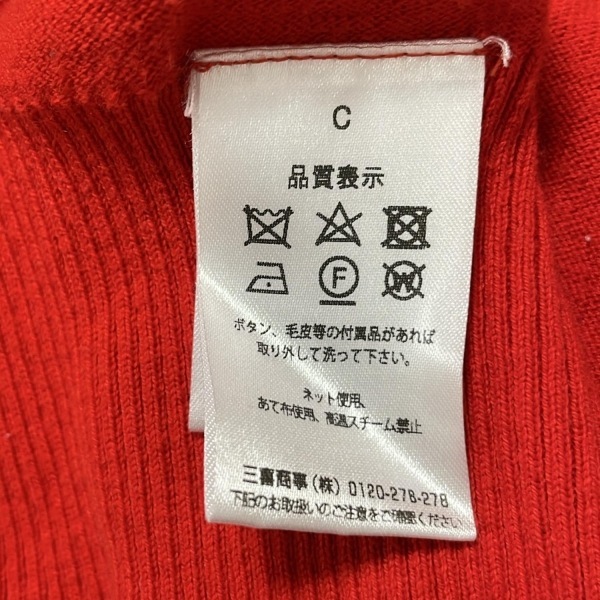 C
品質表示
F
W
ボタン、毛皮等の付属品があれば
取り外して洗って下さい。
ネット使用、
あて布使用、高温スチーム禁止
三喜商事(株) 0120-278-278
下記のお取扱いのご注意をご確認ください